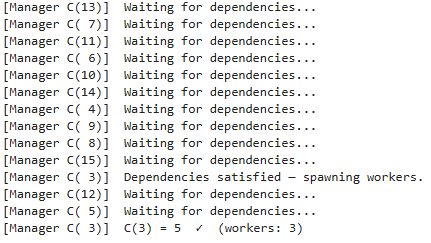 [Manager C(13)]  Waiting for dependencies...
[Manager C( 7)]  Waiting for dependencies...
[Manager C(11)]  Waiting for dependencies...
[Manager C( 6)]  Waiting for dependencies...
[Manager C(10)]  Waiting for dependencies...
[Manager C(14)]  Waiting for dependencies...
[Manager C( 4)]  Waiting for dependencies...
[Manager C( 9)]  Waiting for dependencies...
[Manager C( 8)]  Waiting for dependencies...
[Manager C(15)]  Waiting for dependencies...
[Manager C( 3)]  Dependencies satisfied — spawning workers.
[Manager C(12)]  Waiting for dependencies...
[Manager C( 5)]  Waiting for dependencies...
[Manager C( 3)]  C(3) = 5  ✓  (workers: 3)